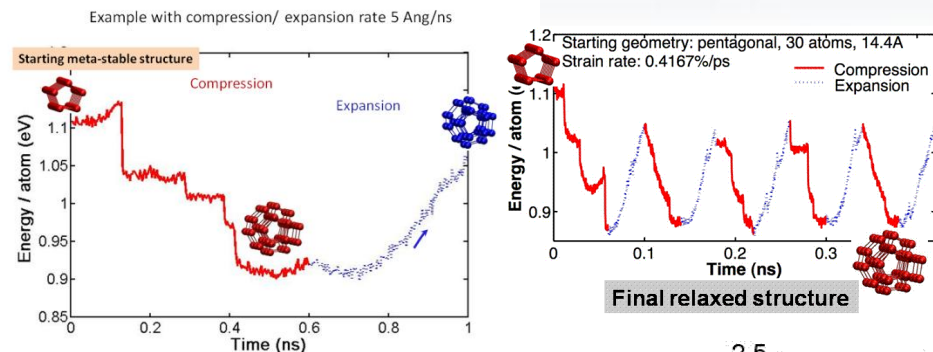 Example with compression/ expansion rate 5 Ang/ns
Starting meta-stable structure
Compression
Expansion
1.1
1.05
1
0.95
0.9
0.85
Energy / atom (eV)
0
0.2
0.4
0.6
0.8
1
Time (ns)
1.2
Starting geometry: pentagonal, 30 atoms, 14.4A
Strain rate: 0.4167%/ps
Compression
Expansion
1.1
1
0.9
Energy / atom (
0
0.1
0.2
0.3
Time (ns)
Final relaxed structure